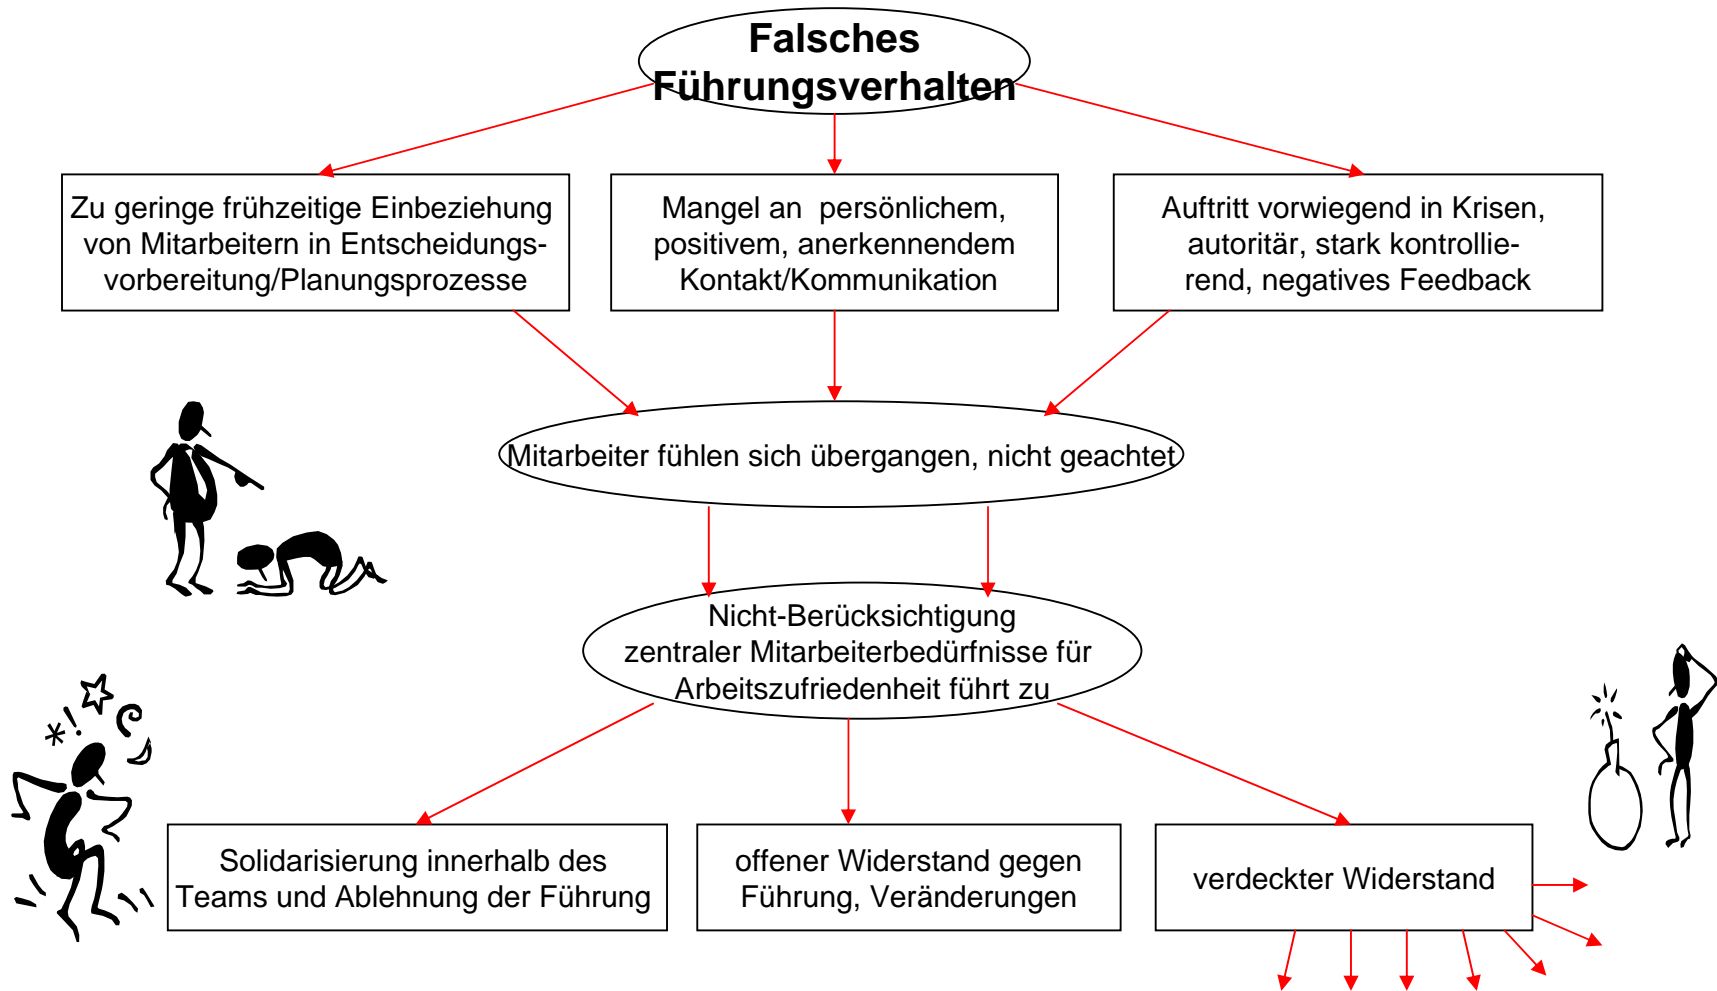 Falsches
Führungsverhalten
Zu geringe frühzeitige Einbeziehung
von Mitarbeitern in Entscheidungs-
vorbereitung/Planungsprozesse
Mangel an  persönlichem,
positivem, anerkennendem
Kontakt/Kommunikation
Auftritt vorwiegend in Krisen,
autoritär, stark kontrollie-
rend, negatives Feedback
Mitarbeiter fühlen sich übergangen, nicht geachtet
Nicht-Berücksichtigung
zentraler Mitarbeiterbedürfnisse für
Arbeitszufriedenheit führt zu
*!
Solidarisierung innerhalb des
Teams und Ablehnung der Führung
offener Widerstand gegen
Führung, Veränderungen
verdeckter Widerstand